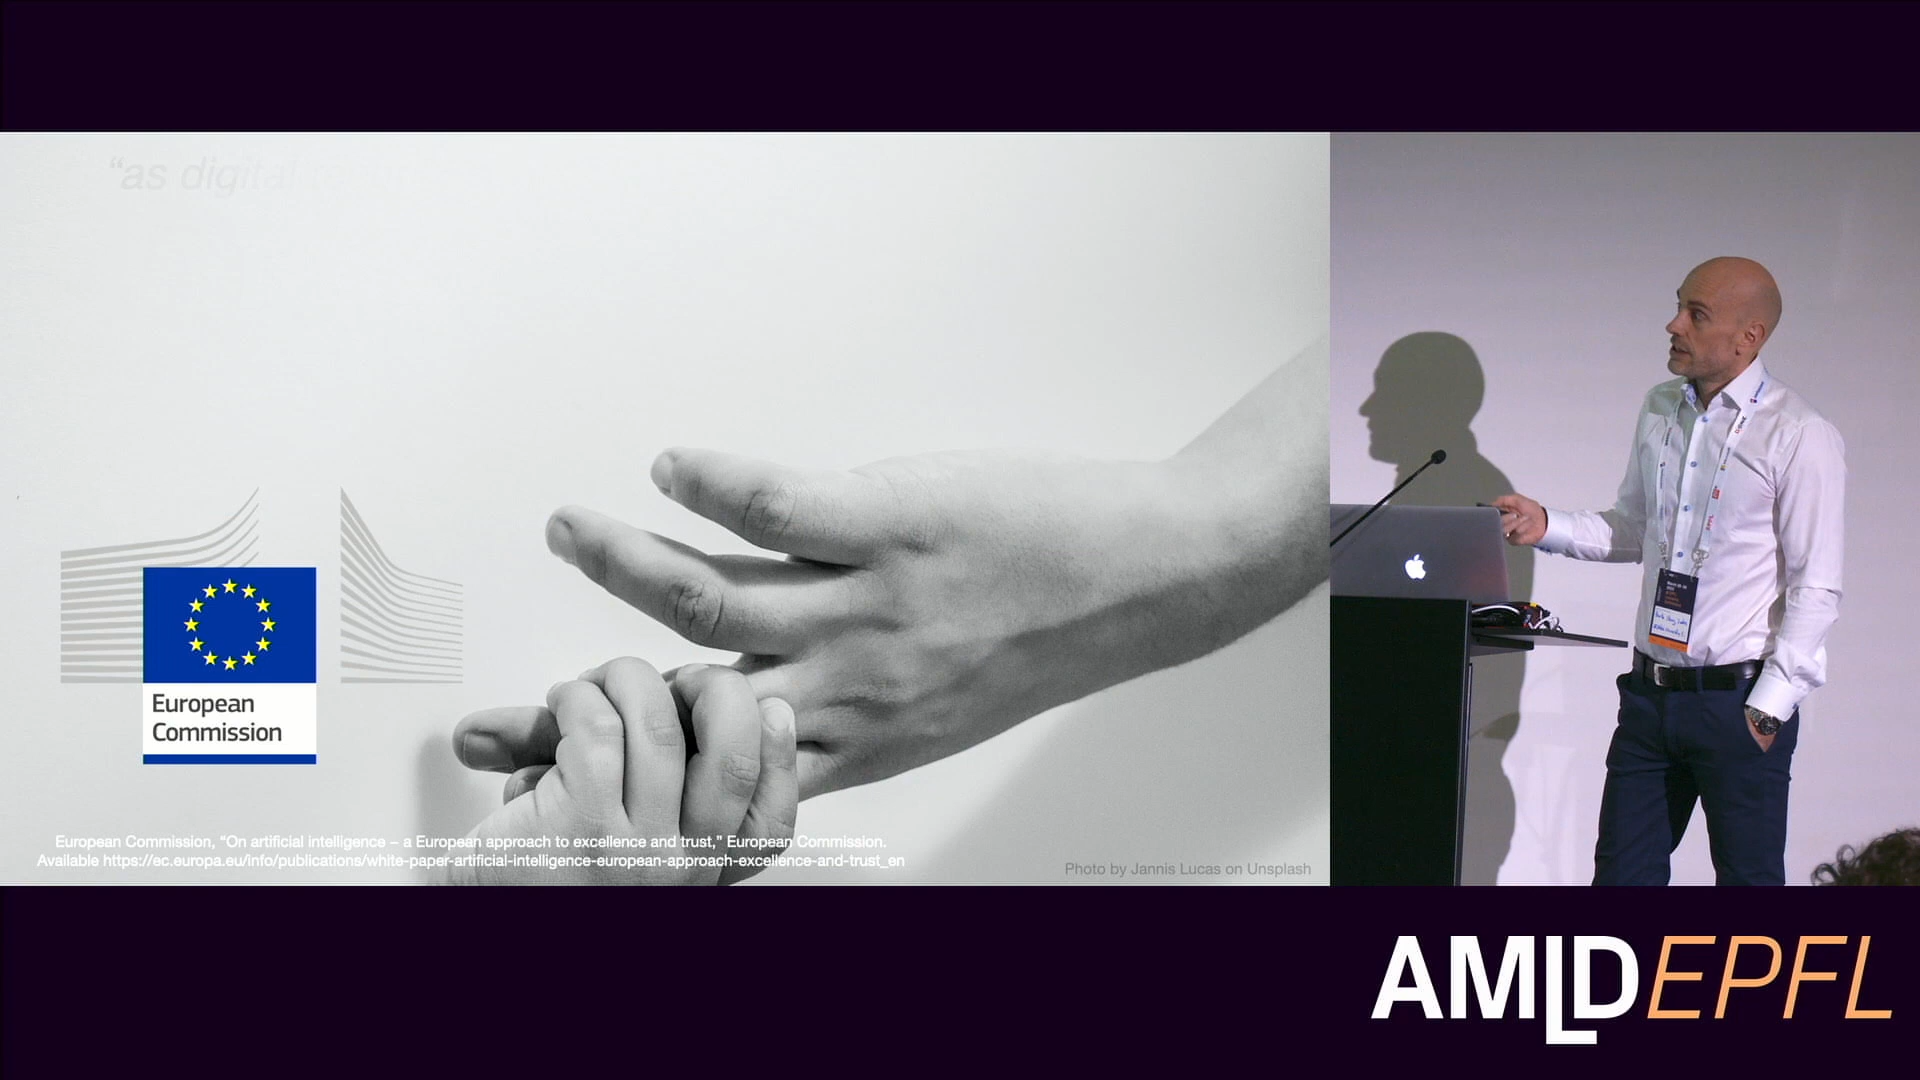 “as digital
European
Commission
European Commission, “On artificial intelligence – a European approach to excellence and trust,” European Commission.
Available https://ec.europa.eu/info/publications/white-paper-artificial-intelligence-european-approach-excellence-and-trust_en
Photo by Jannis Lucas on Unsplash
EPFL
AMLD EPFL